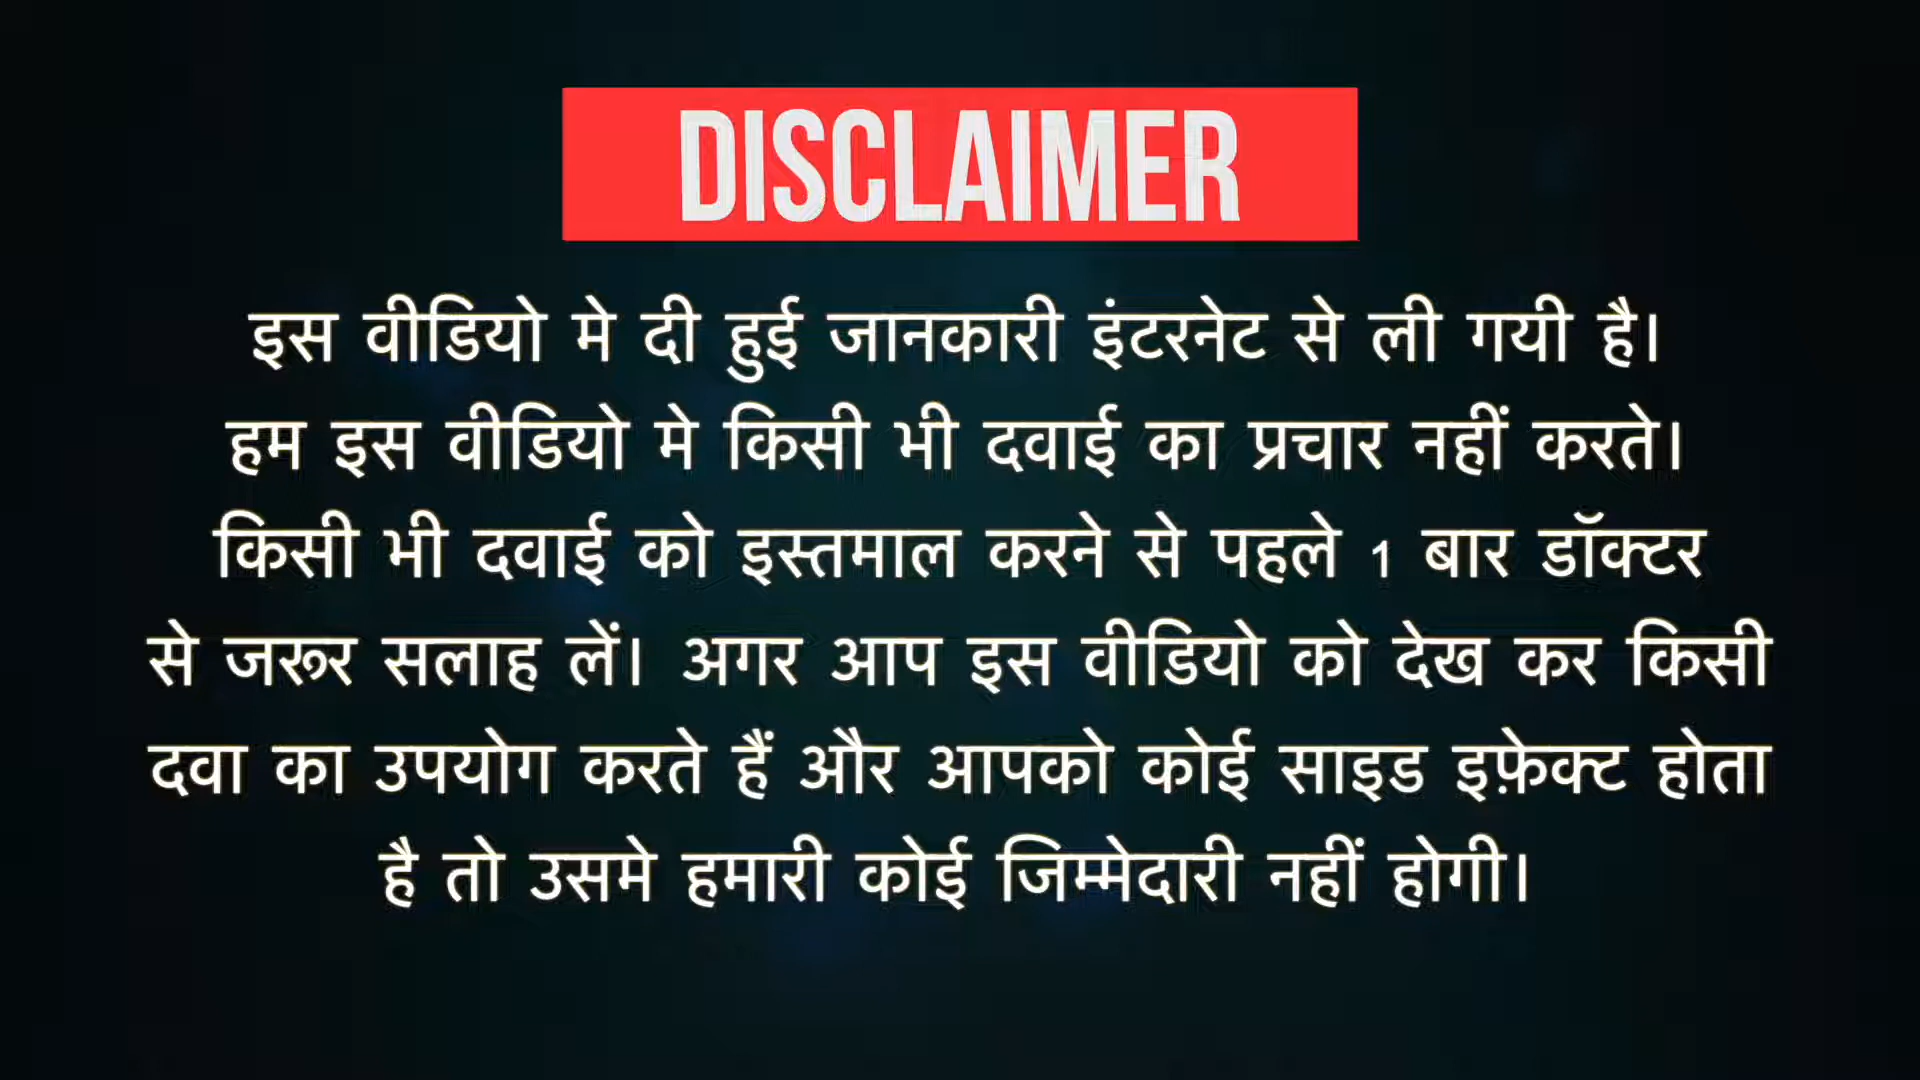 DISCLAIMER
इस वीडियो मे दी हुई जानकारी इंटरनेट से ली गयी है।
हम इस वीडियो मे किसी भी दवाई का प्रचार नहीं करते।
किसी भी दवाई को इस्तमाल करने से पहले 1 बार डॉक्टर
से जरूर सलाह लें। अगर आप इस वीडियो को देख कर किसी
दवा का उपयोग करते हैं और आपको कोई साइड इफ़ेक्ट होता
है तो उसमे हमारी कोई जिम्मेदारी नहीं होगी।